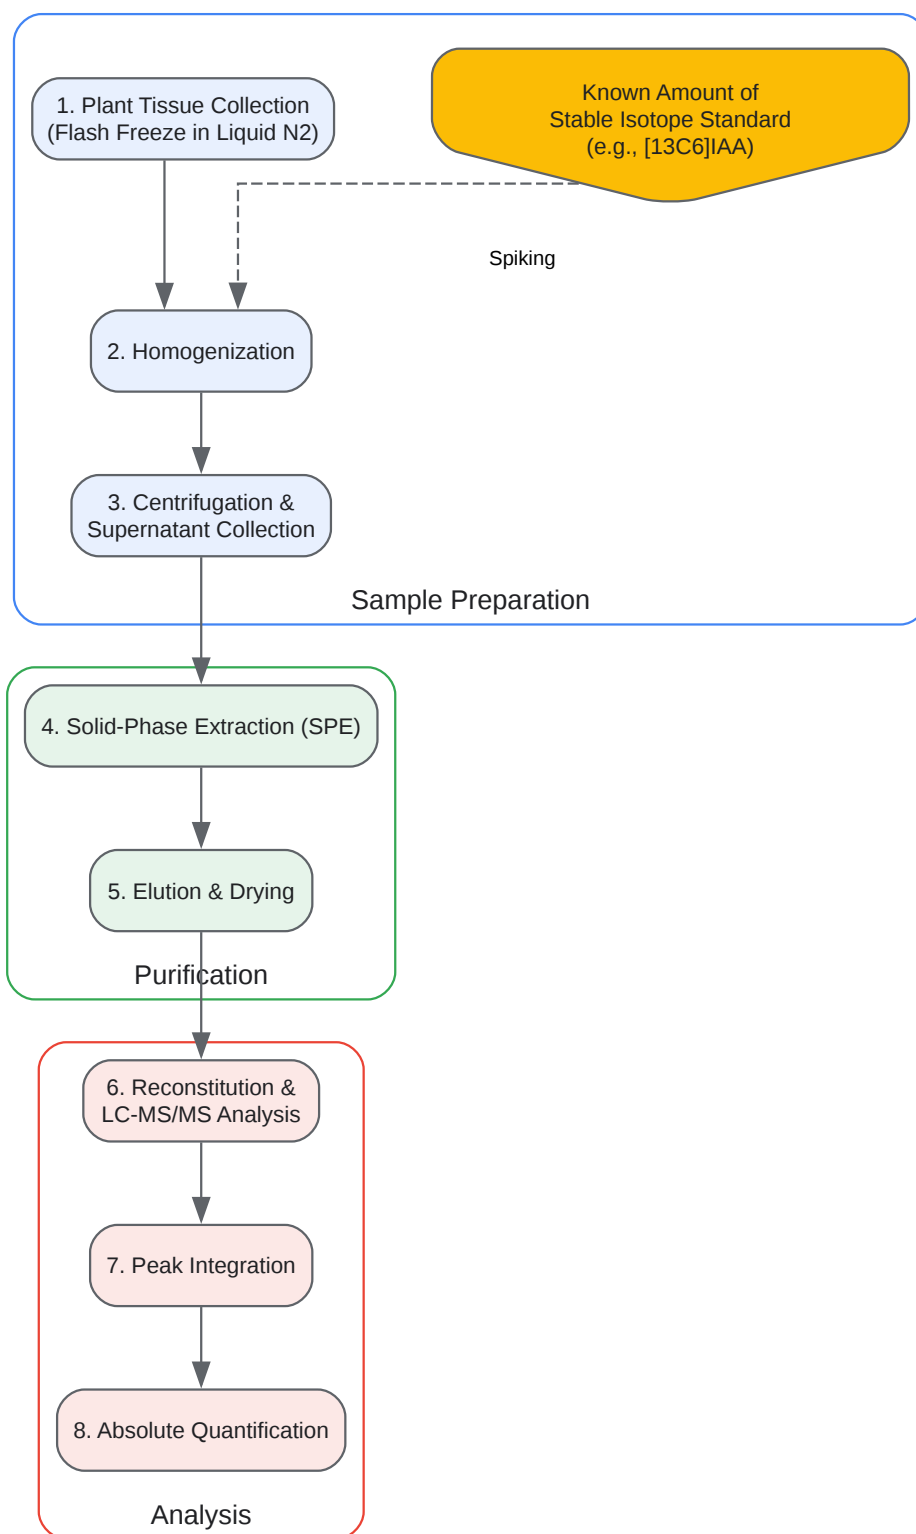 1. Plant Tissue Collection
(Flash Freeze in Liquid N2)
Known Amount of
Stable Isotope Standard
(e.g., [13C6]IAA)
Spiking
2. Homogenization
3. Centrifugation &
Supernatant Collection
Sample Preparation
4. Solid-Phase Extraction (SPE)
5. Elution & Drying
Purification
6. Reconstitution &
LC-MS/MS Analysis
7. Peak Integration
8. Absolute Quantification
Analysis